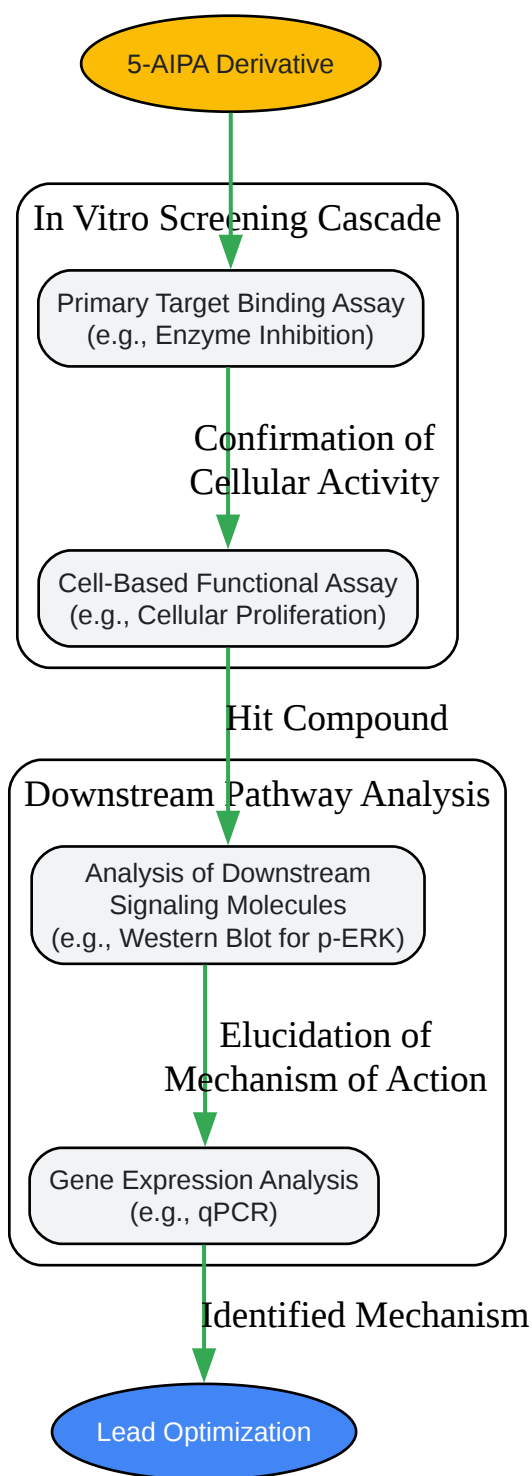 5-AIPA Derivative
In Vitro Screening Cascade
Primary Target Binding Assay
(e.g., Enzyme Inhibition)
Confirmation of
Cellular Activity
Cell-Based Functional Assay
(e.g., Cellular Proliferation)
Hit Compound
Downstream Pathway Analysis
Analysis of Downstream
Signaling Molecules
(e.g., Western Blot for p-ERK)
Elucidation of
Mechanism of Action
Gene Expression Analysis
(e.g., qPCR)
Identified Mechanism
Lead Optimization